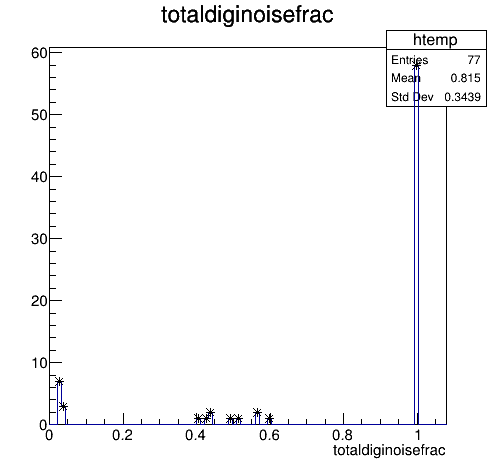 totaldiginoisefrac
htemp
Entries 77
Mean 0.815
Std Dev 0.3439
60
50
40
30
20
10
0
0 0.2 0.4 0.6 0.8 1
totaldiginoisefrac